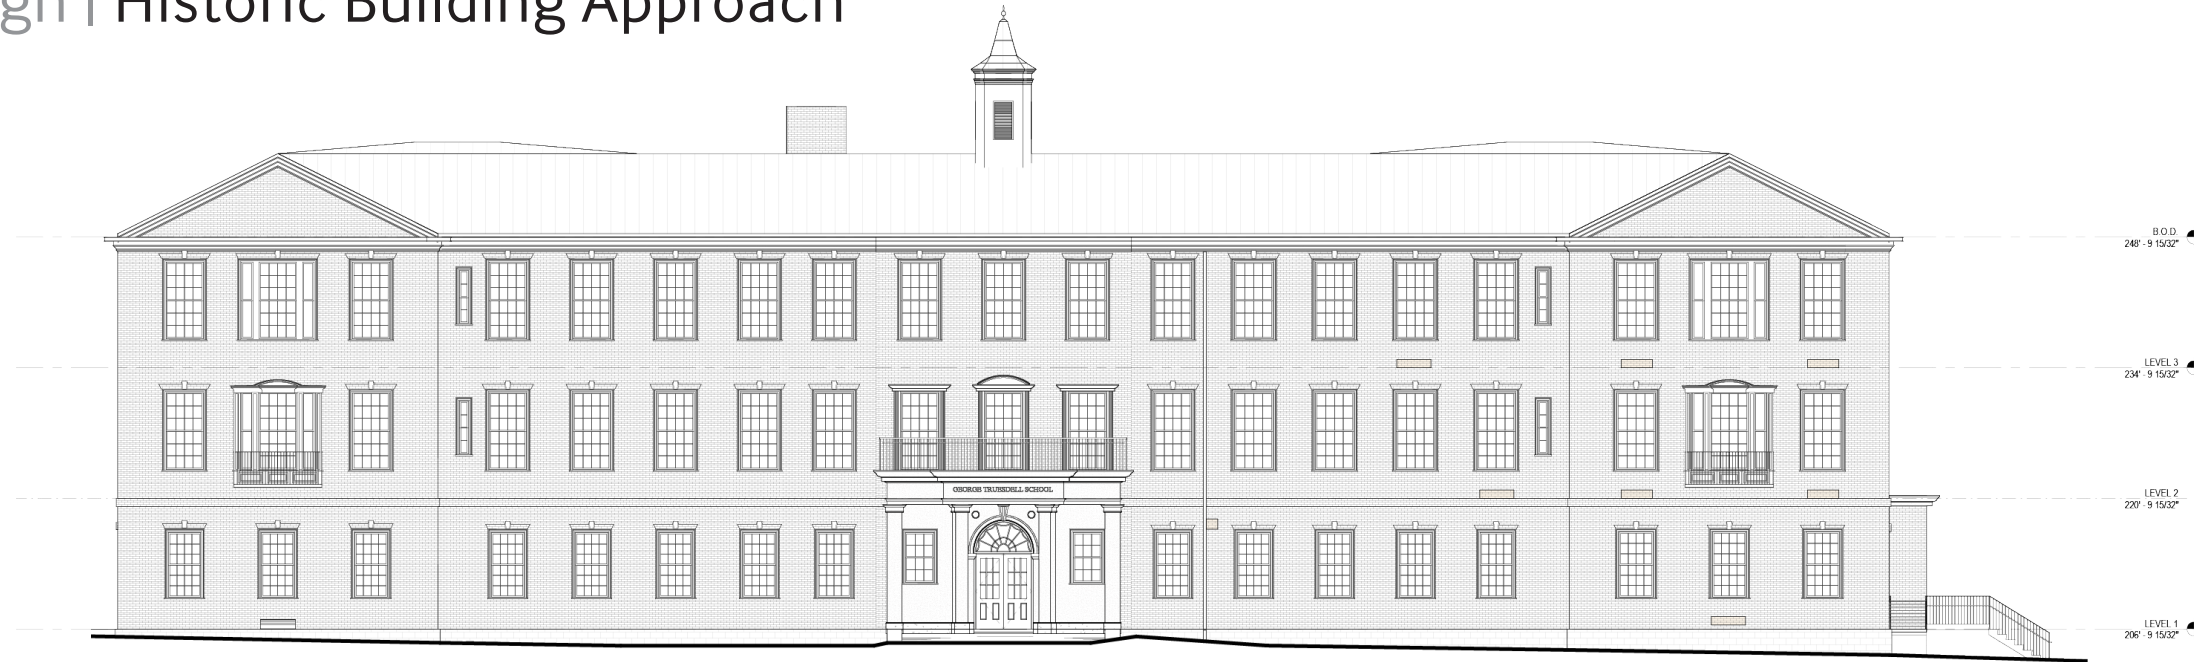 gn | Historic Building Approach
B.O.D.
248' - 9 15/32"
LEVEL 3
234' - 9 15/32"
GEORGE TRUESDELL SCHOOL
LEVEL 2
220' - 9 15/32"
LEVEL 1
206' - 9 15/32"